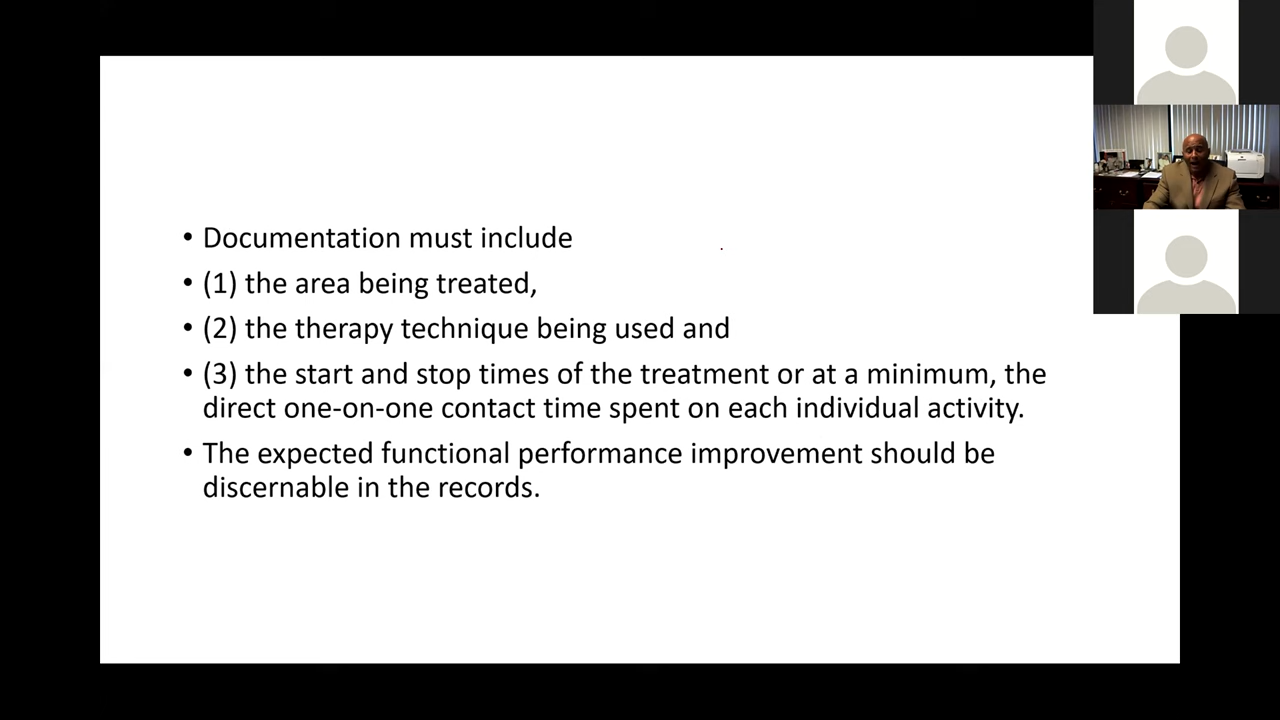 • Documentation must include
• (1) the area being treated,
• (2) the therapy technique being used and
• (3) the start and stop times of the treatment or at a minimum, the
direct one-on-one contact time spent on each individual activity.
• The expected functional performance improvement should be
discernable in the records.